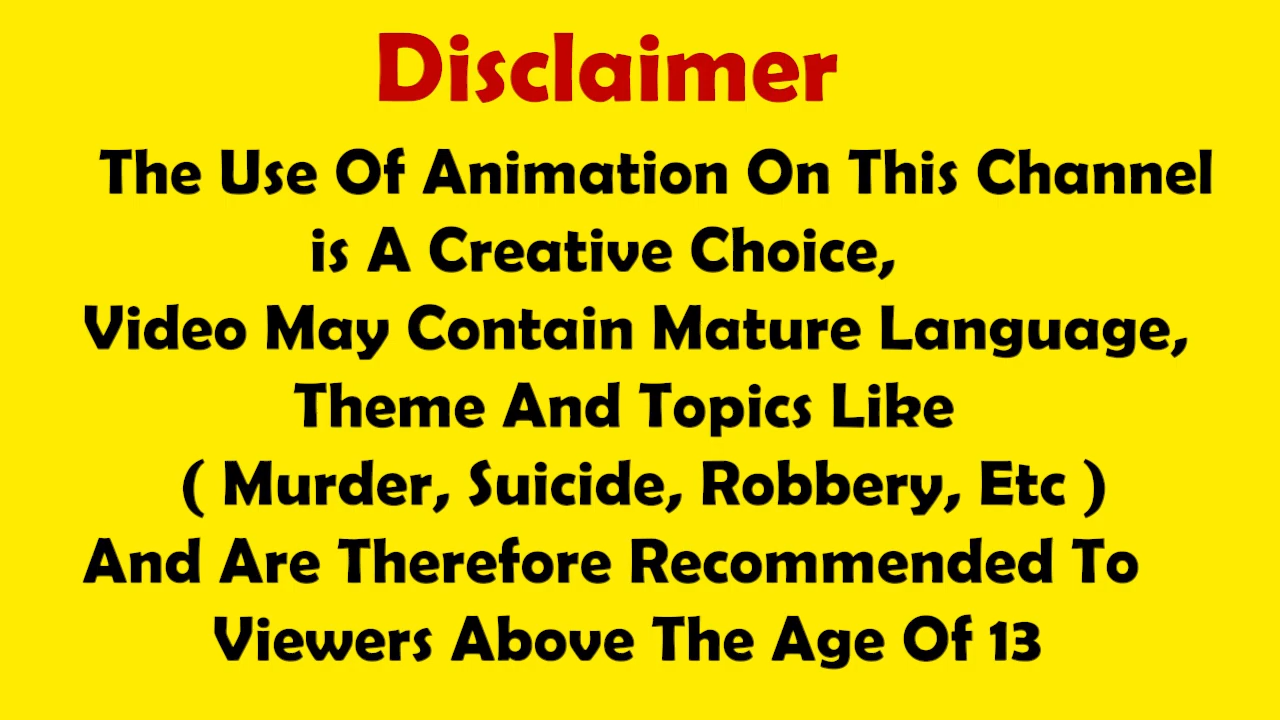 Disclaimer
The Use Of Animation On This Channel
is A Creative Choice,
Video May Contain Mature Language,
Theme And Topics Like
( Murder, Suicide, Robbery, Etc )
And Are Therefore Recommended To
Viewers Above The Age Of 13